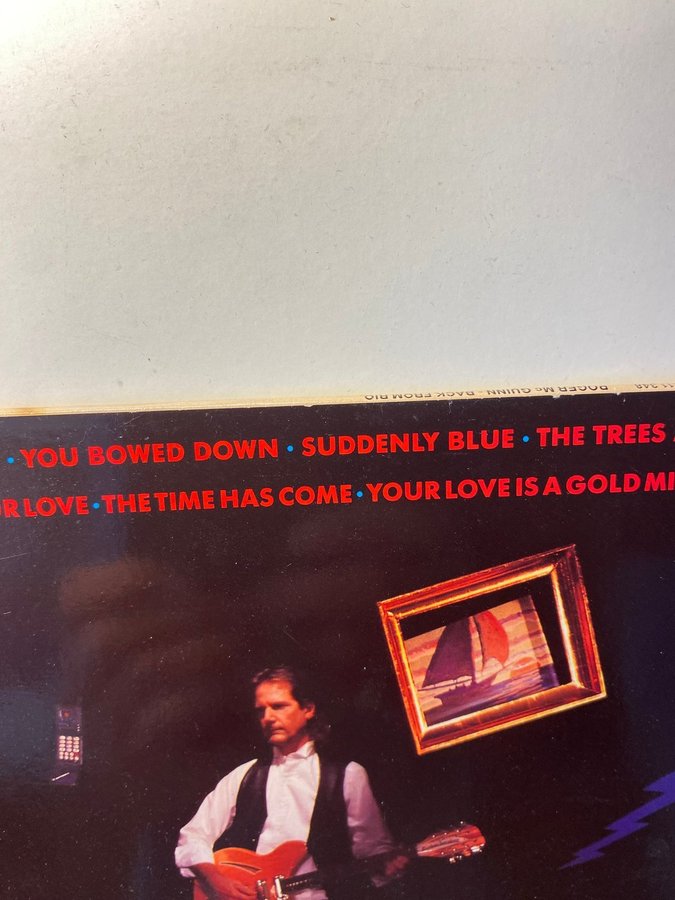 ROGER McGUINN - BACK FROM RIO
• YOU BOWED DOWN • SUDDENLY BLUE • THE TREES
R LOVE • THE TIME HAS COME • YOUR LOVE IS A GOLD MI